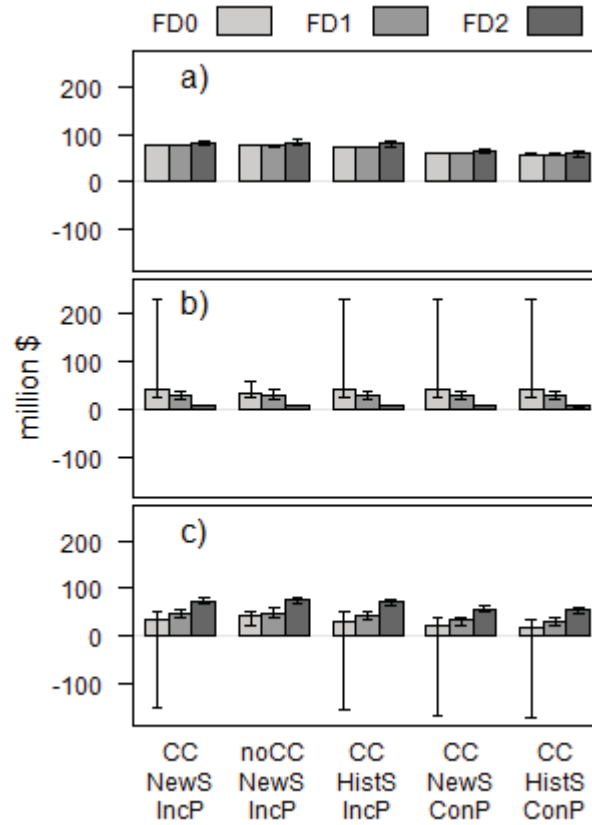 FD0 FD1 FD2
a)
200
100
0
-100
b)
200
100
0
-100
million $
c)
200
100
0
-100
CC noCC CC CC CC
NewS NewS HistS NewS HistS
IncP IncP IncP ConP ConP